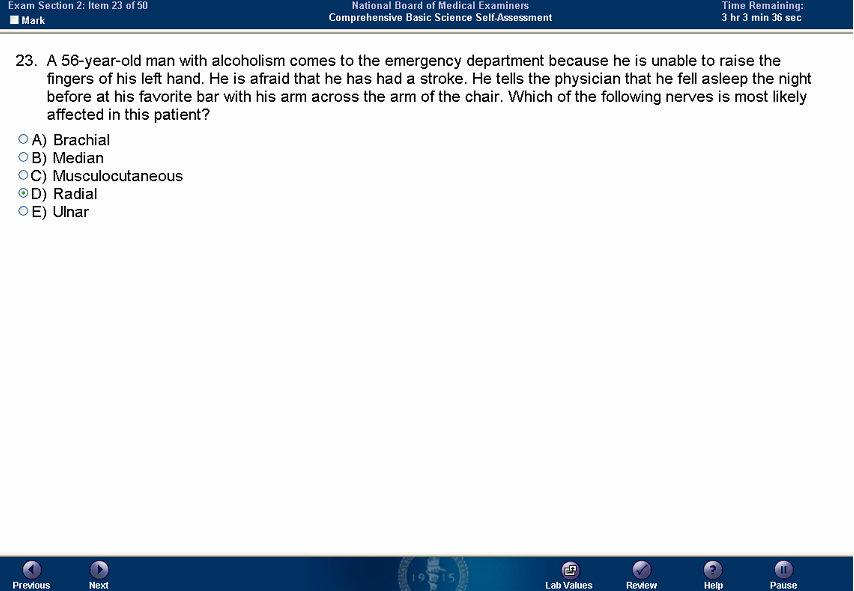 Exam Section 2: Item 23 of 50
National Board of Medical Examiners
Time Remaining:
Mark
Comprehensive Basic Science Self-Assessment
3 hr 3 min 36 sec
23. A 56-year-old man with alcoholism comes to the emergency department because he is unable to raise the
fingers of his left hand. He is afraid that he has had a stroke. He tells the physician that he fell asleep the night
before at his favorite bar with his arm across the arm of the chair. Which of the following nerves is most likely
affected in this patient?
A) Brachial
B) Median
C) Musculocutaneous
D) Radial
E) Ulnar
19 15
Previous
Next
Lab Values
Review
Help
Pause